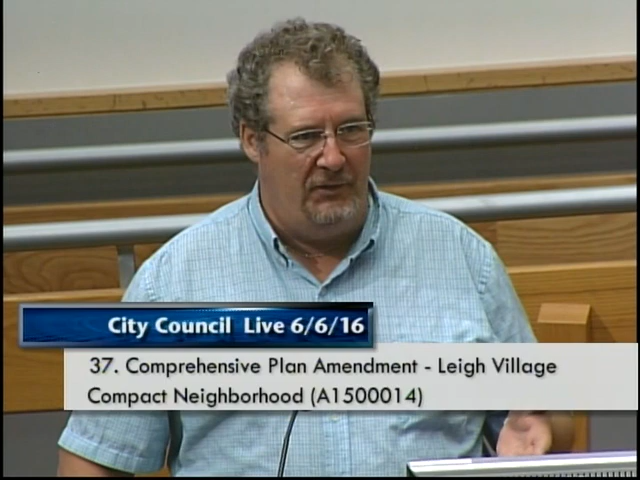 City Council Live 6/6/16
37. Comprehensive Plan Amendment - Leigh Village
Compact Neighborhood (A1500014)